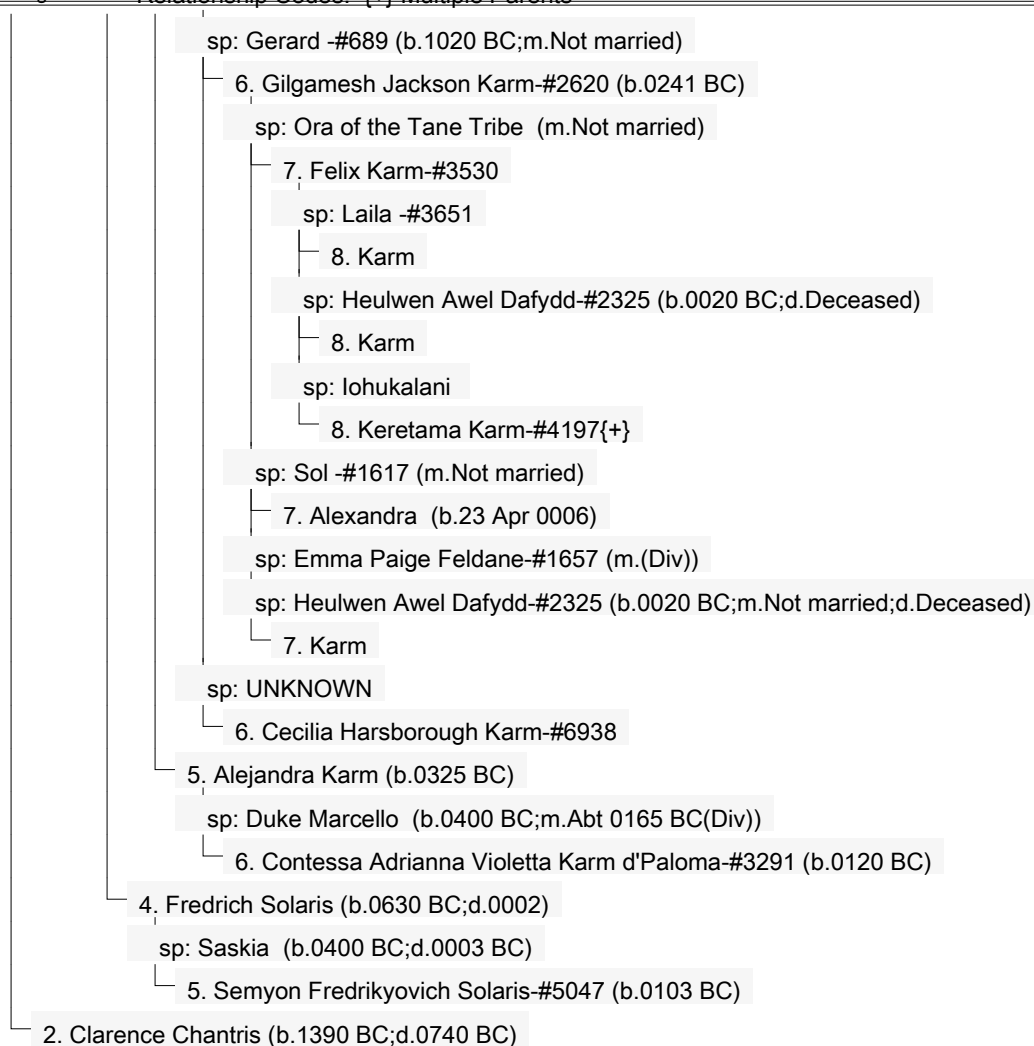 Relationship Codes: {+} Multiple Parents
sp: Gerard -#689 (b.1020 BC;m.Not married)
6. Gilgamesh Jackson Karm-#2620 (b.0241 BC)
sp: Ora of the Tane Tribe (m.Not married)
7. Felix Karm-#3530
sp: Laila -#3651
8. Karm
sp: Heulwen Awel Dafydd-#2325 (b.0020 BC;d.Deceased)
8. Karm
sp: Iohukalani
8. Keretama Karm-#4197{+}
sp: Sol -#1617 (m.Not married)
7. Alexandra (b.23 Apr 0006)
sp: Emma Paige Feldane-#1657 (m.(Div))
sp: Heulwen Awel Dafydd-#2325 (b.0020 BC;m.Not married;d.Deceased)
7. Karm
sp: UNKNOWN
6. Cecilia Harsborough Karm-#6938
5. Alejandra Karm (b.0325 BC)
sp: Duke Marcello (b.0400 BC;m.Abt 0165 BC(Div))
6. Contessa Adrianna Violetta Karm d'Paloma-#3291 (b.0120 BC)
4. Fredrich Solaris (b.0630 BC;d.0002)
sp: Saskia (b.0400 BC;d.0003 BC)
5. Semyon Fredrikyovich Solaris-#5047 (b.0103 BC)
2. Clarence Chantris (b.1390 BC;d.0740 BC)